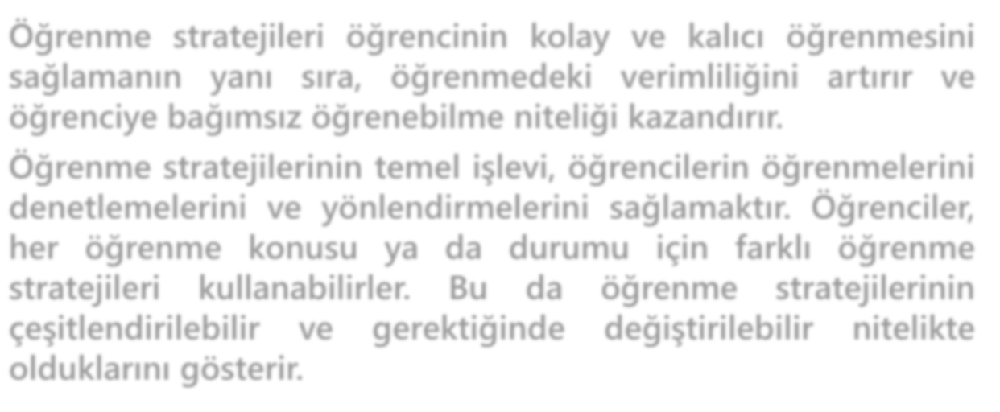 Öğrenme stratejileri öğrencinin kolay ve kalıcı öğrenmesini
sağlamanın yanı sıra, öğrenmedeki verimliliğini artırır ve
öğrenciye bağımsız öğrenebilme niteliği kazandırır.
Öğrenme stratejilerinin temel işlevi, öğrencilerin öğrenmelerini
denetlemelerini ve yönlendirmelerini sağlamaktır. Öğrenciler,
her öğrenme konusu ya da durumu için farklı öğrenme
stratejileri kullanabilirler. Bu da öğrenme stratejilerinin
çeşitlendirilebilir ve gerektiğinde değiştirilebilir nitelikte
olduklarını gösterir.